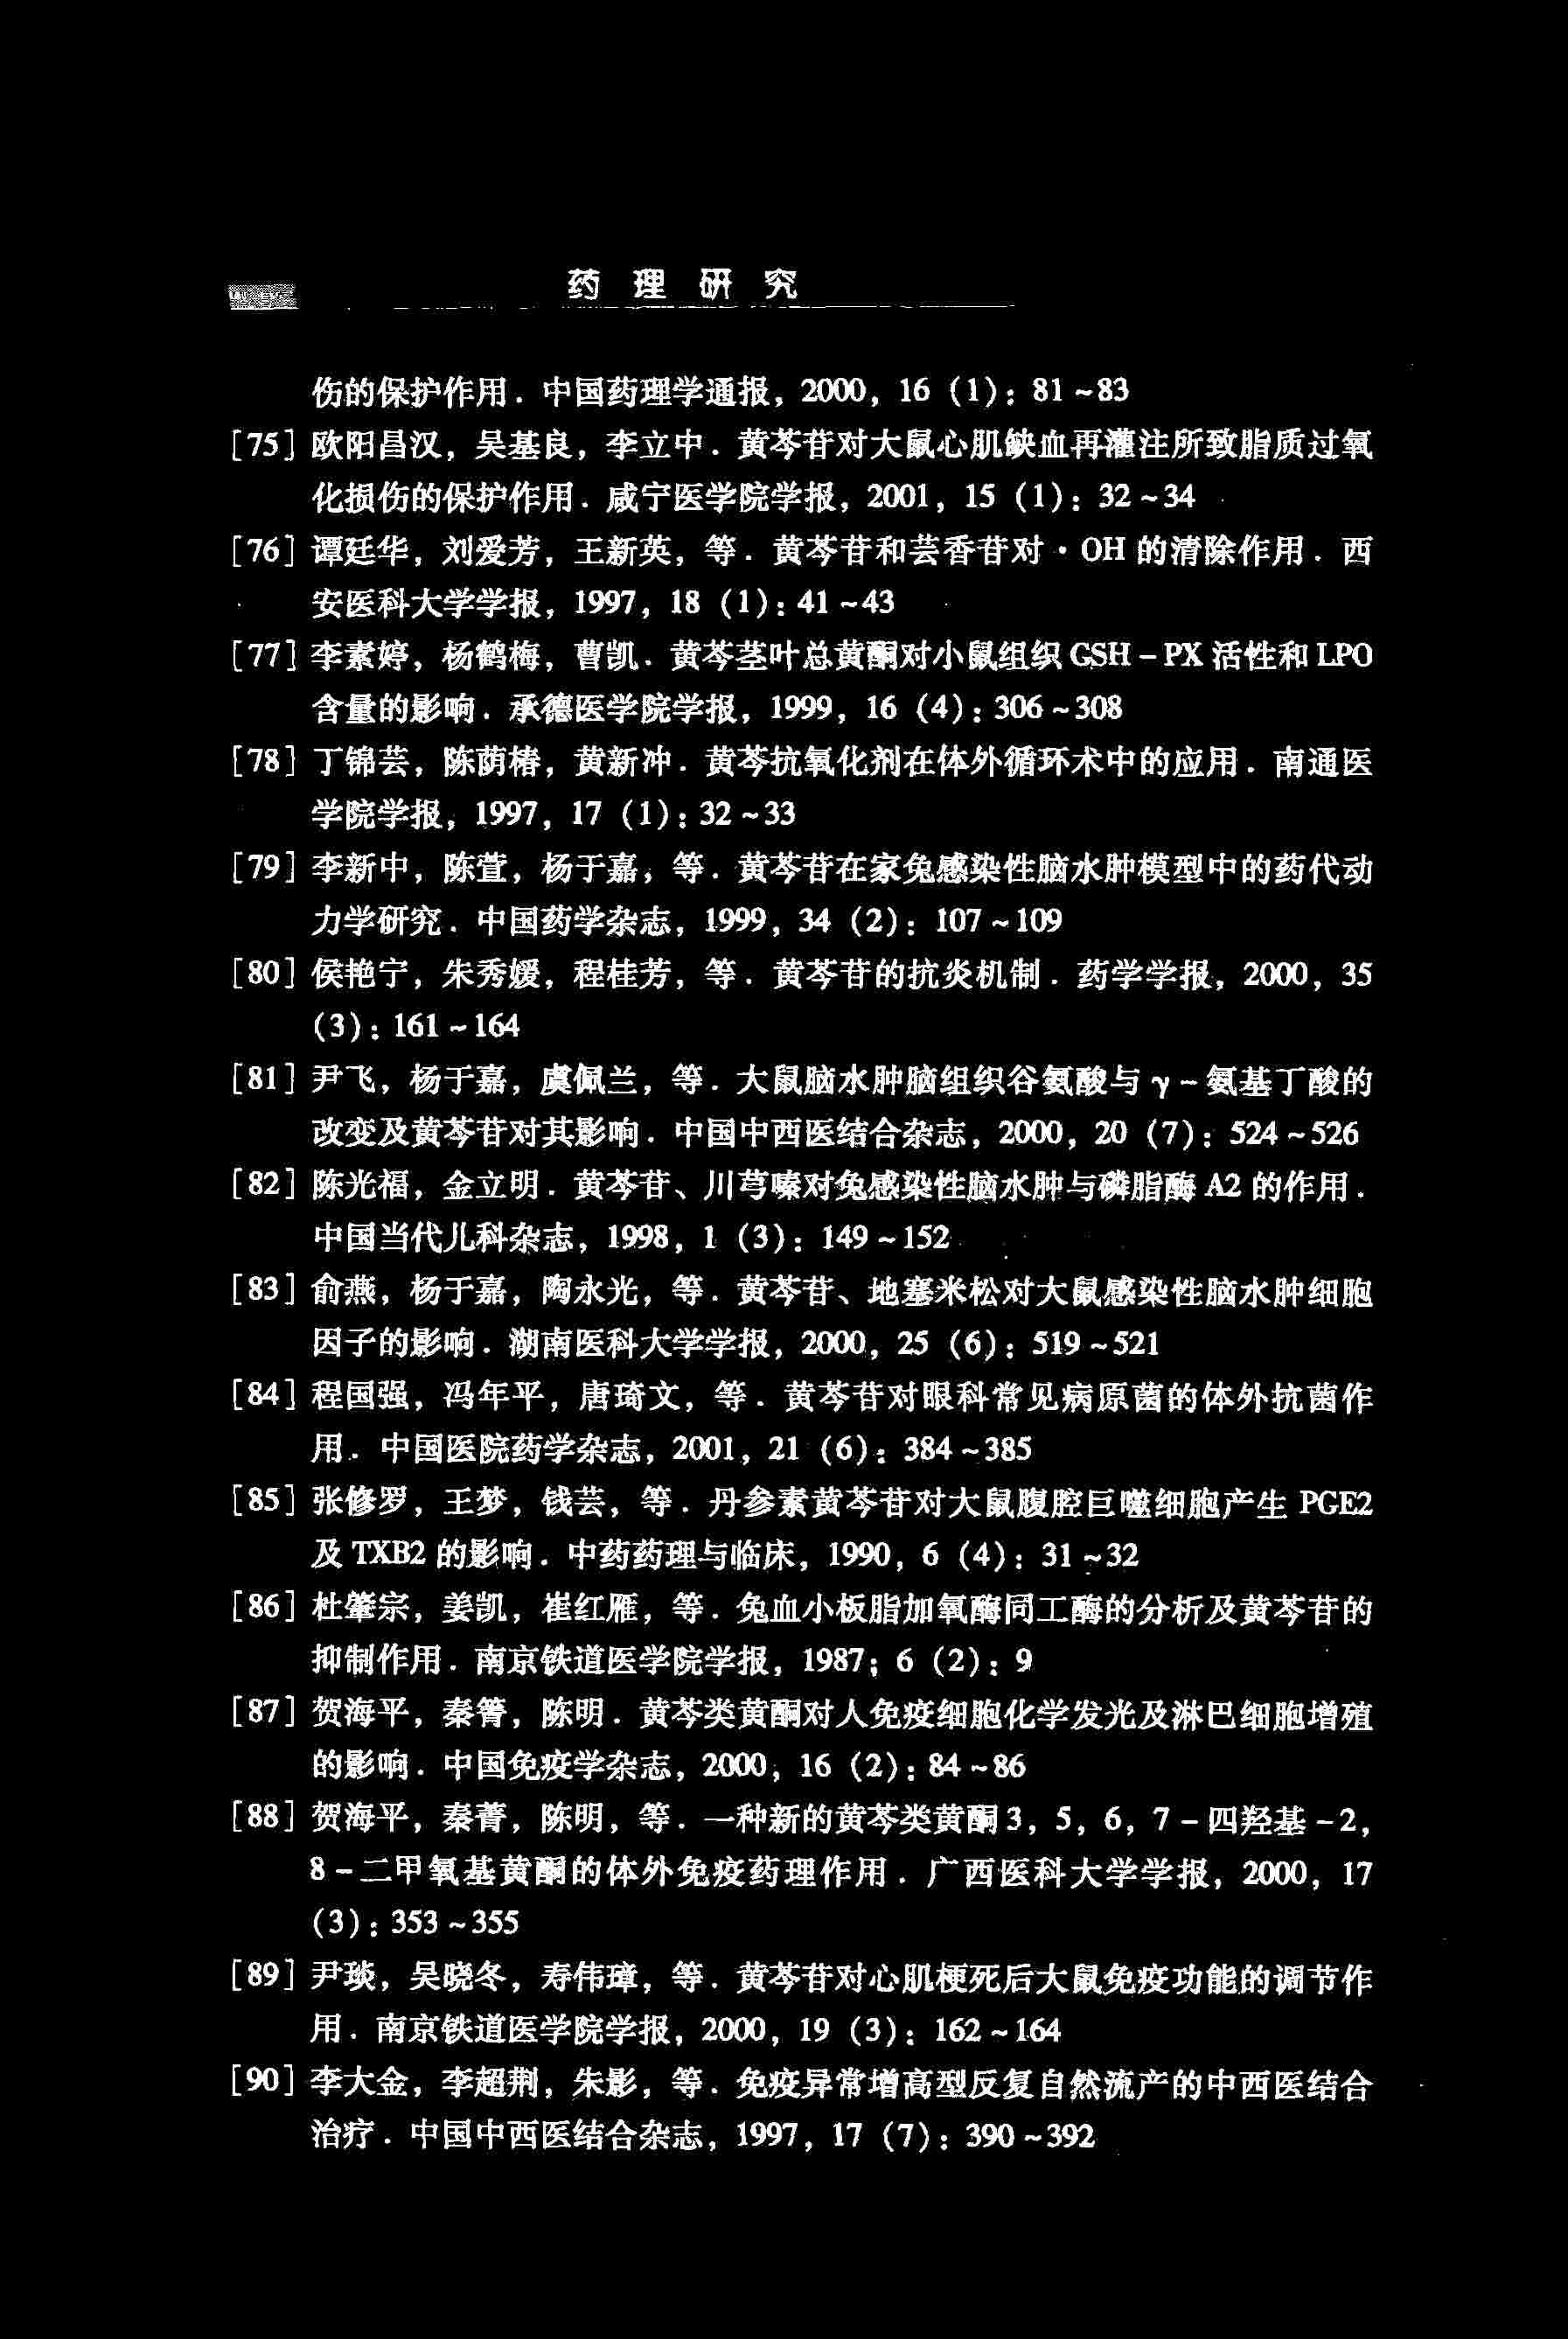 药理研究
伤的保护作用．中国药理学通报，2000，16（1）：81～83
［75］欧阳昌汉，吴基良，李立中．黄芩苷对大鼠心肌缺血再灌注所致脂质过氧
化损伤的保护作用．咸宁医学院学报，2001，15（1）：32～34
［76］谭廷华，刘爱芳，王新英，等．黄芩苷和芸香苷对·OH的清除作用．西
安医科大学学报，1997，18（1）：41～43
［77］李素婷，杨鹤梅，曹凯．黄芩茎叶总黄酮对小鼠组织GSH－PX活性和LPO
含量的影响．承德医学院学报，1999，16（4）：306～308
［78］丁锦芸，陈荫椿，黄新冲．黄芩抗氧化剂在体外循环术中的应用．南通医
学院学报，1997，17（1）：32～33
［79］李新中，陈萱，杨于嘉，等．黄芩苷在家兔感染性脑水肿模型中的药代动
力学研究．中国药学杂志，1999，34（2）：107～109
［80］侯艳宁，朱秀媛，程桂芳，等．黄芩苷的抗炎机制．药学学报，2000，35
（3）：161～164
［81］尹飞，杨于嘉，虞佩兰，等．大鼠脑水肿脑组织谷氨酸与γ－氨基丁酸的
改变及黄芩苷对其影响．中国中西医结合杂志，2000，20（7）：524～526
［82］陈光福，金立明．黄芩苷、川芎嗪对兔感染性脑水肿与磷脂酶A2的作用．
中国当代儿科杂志，1998，1（3）：149～152
［83］俞燕，杨于嘉，陶永光，等．黄芩苷、地塞米松对大鼠感染性脑水肿细胞
因子的影响．湖南医科大学学报，2000，25（6）：519～521
［84］程国强，冯年平，唐琦文，等．黄芩苷对眼科常见病原菌的体外抗菌作
用．中国医院药学杂志，2001，21（6）：384～385
［85］张修罗，王梦，钱芸，等．丹参素黄芩苷对大鼠腹腔巨噬细胞产生PGE2
及TXB2的影响．中药药理与临床，1990，6（4）：31～32
［86］杜肇宗，姜凯，崔红雁，等．兔血小板脂加氧酶同工酶的分析及黄芩苷的
抑制作用．南京铁道医学院学报，1987；6（2）：9
［87］贺海平，秦箐，陈明．黄芩类黄酮对人免疫细胞化学发光及淋巴细胞增殖
的影响．中国免疫学杂志，2000，16（2）：84～86
［88］贺海平，秦菁，陈明，等．一种新的黄芩类黄酮3，5，6，7－四羟基－2，
8－二甲氧基黄酮的体外免疫药理作用．广西医科大学学报，2000，17
（3）：353～355
［89］尹琰，吴晓冬，寿伟璋，等．黄芩苷对心肌梗死后大鼠免疫功能的调节作
用．南京铁道医学院学报，2000，19（3）：162～164
［90］李大金，李超荆，朱影，等．免疫异常增高型反复自然流产的中西医结合
治疗．中国中西医结合杂志，1997，17（7）：390～392